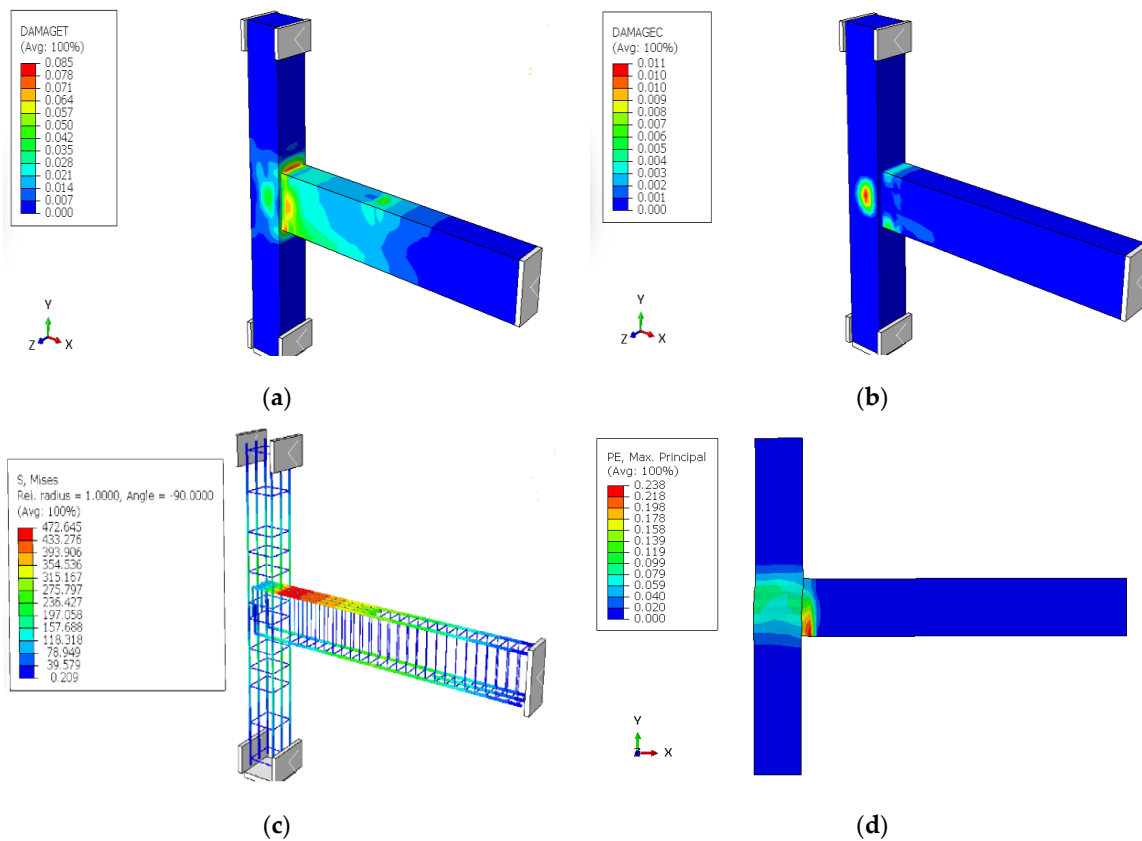 DAMAGET
(Avg: 100%)
0.085
0.078
0.071
0.064
0.057
0.050
0.042
0.035
0.028
0.021
0.014
0.007
0.000
Y
Z X
(a)
DAMAGEC
(Avg: 100%)
0.011
0.010
0.010
0.009
0.007
0.006
0.005
0.004
0.003
0.002
0.001
0.000
Y
Z X
(b)
S, Mises
Rel. radius = 1.0000, Angle = -90.0000
(Avg: 100%)
472.645
433.276
393.906
354.536
315.167
275.797
236.427
197.058
157.688
118.318
78.949
39.579
0.209
(c)
PE, Max. Principal
(Avg: 100%)
0.238
0.218
0.198
0.178
0.158
0.139
0.119
0.099
0.079
0.059
0.040
0.020
0.000
Y
Z X
(d)